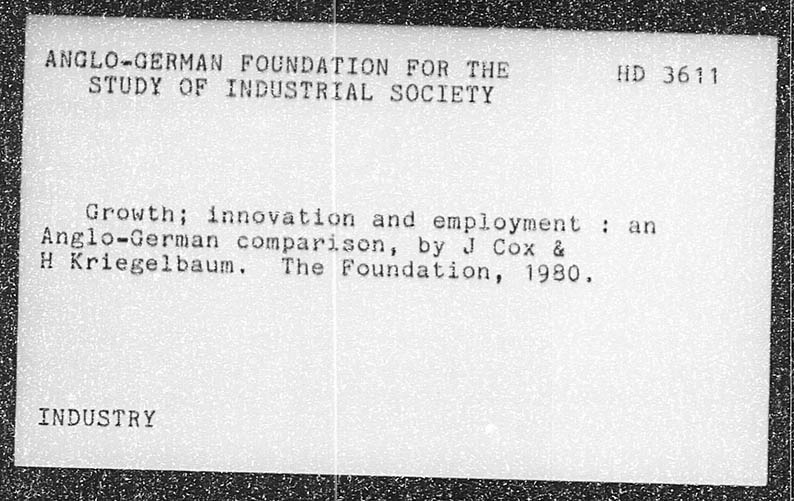 ANGLO-GERMAN FOUNDATION FOR THE HD 3611
STUDY OF INDUSTRIAL SOCIETY
Growth; innovation and employment : an
Anglo-German comparison, by J Cox &
H Kriegelbaum. The Foundation, 1980.
INDUSTRY